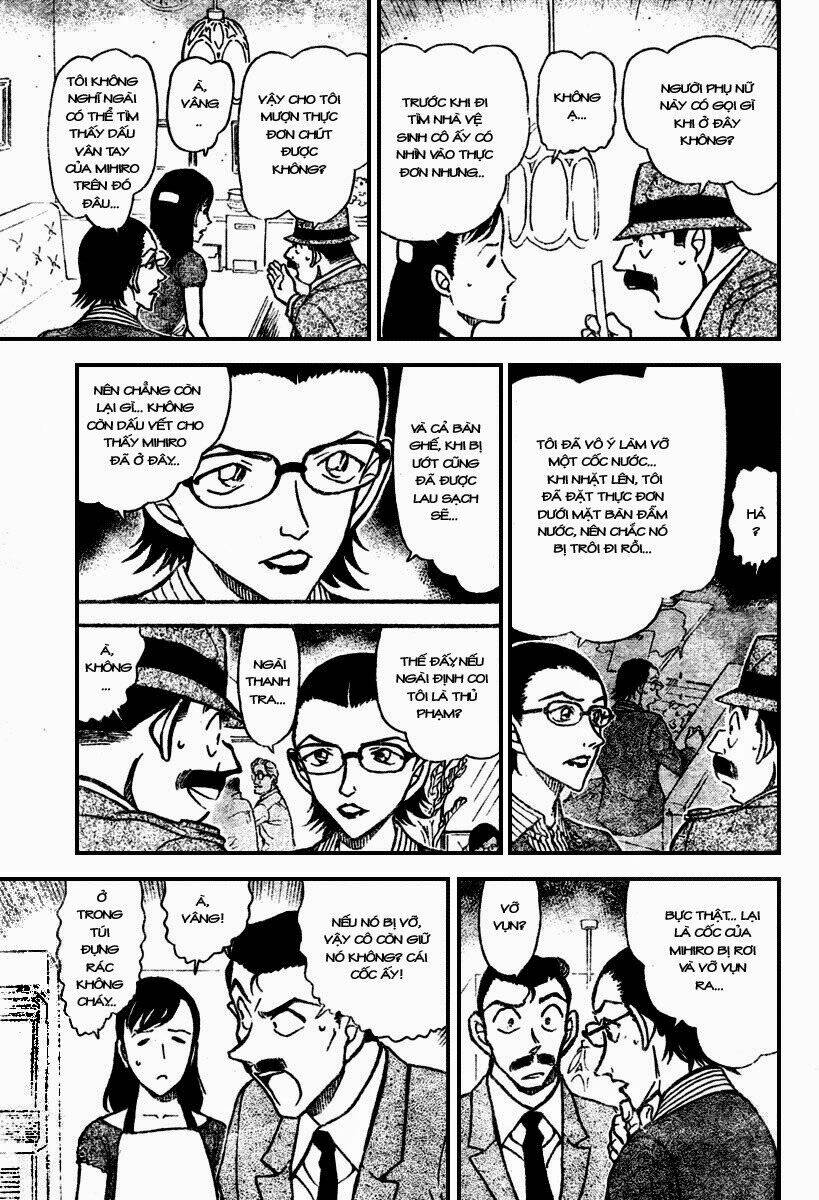 NGƯỜI PHỤ NỮ
NÀY CÓ GỌI GÌ
KHI Ở ĐÂY
KHÔNG?
KHÔNG
Ạ...
TRƯỚC KHI ĐI
TÌM NHÀ VỆ
SINH CÔ ẤY CÓ
NHÌN VÀO THỰC
ĐƠN NHƯNG..
VẬY CHO TÔI
MƯỢN THỰC
ĐƠN CHÚT
ĐƯỢC
KHÔNG?
À,
VÂNG
..
TÔI KHÔNG
NGHĨ NGÀI
CÓ THỂ TÌM
THẤY DẤU
VÂN TAY
CỦA MIHIRO
TRÊN ĐÓ
ĐÂU...
HẢ
?
TÔI ĐÃ VÔ Ý LÀM VỠ
MỘT CỐC NƯỚC...
KHI NHẶT LÊN, TÔI
ĐÃ ĐẶT THỰC ĐƠN
DƯỚI MẶT BÀN ĐẪM
NƯỚC, NÊN CHẮC NÓ
BỊ TRÔI ĐI RỒI...
VÀ CẢ BÀN
GHẾ, KHI BỊ
ƯỚT CŨNG
ĐÃ ĐƯỢC
LAU SẠCH
SẼ...
NÊN CHẲNG CÒN
LẠI GÌ... KHÔNG
CÒN DẤU VẾT CHO
THẤY MIHIRO
ĐÃ Ở ĐÂY..
THẾ ĐẤY,NẾU
NGÀI ĐỊNH COI
TÔI LÀ THỦ
PHẠM?
NGÀI
THANH
TRA...
À,
KHÔNG
...
BỰC THẬT... LẠI
LÀ CỐC CỦA
MIHIRO BỊ RƠI
VÀ VỠ VỤN
RA...
VỠ
VỤN?
NẾU NÓ BỊ VỠ,
VẬY CÔ CÒN GIỮ
NÓ KHÔNG? CÁI
CỐC ẤY!
À,
VÂNG!
Ở
TRONG
TÚI
ĐỰNG
RÁC
KHÔNG
CHÁY..